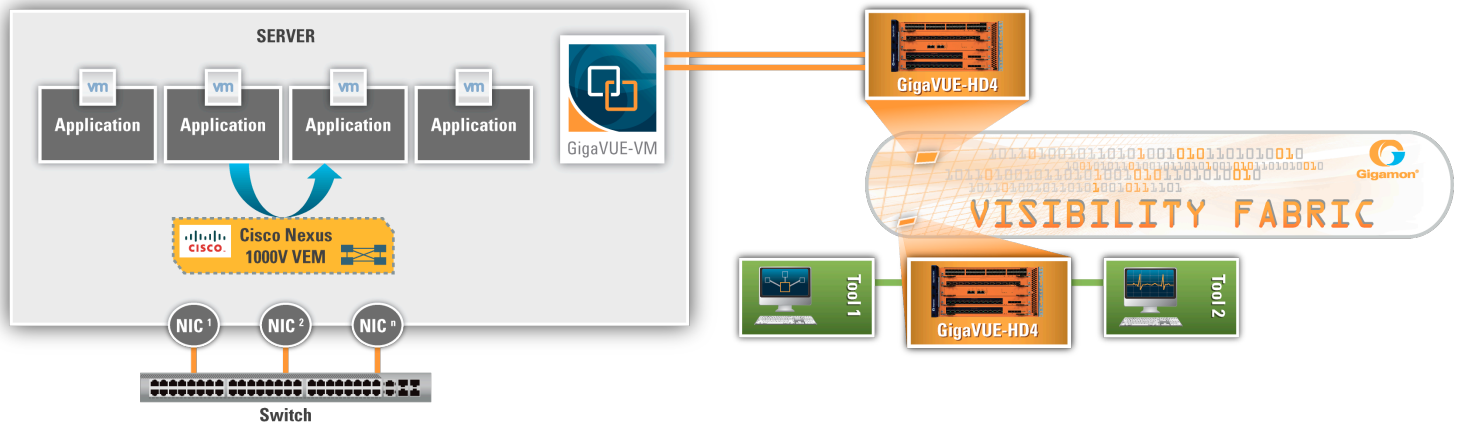 SERVER
vm
vm
vm
vm
Application
Application
Application
Application
GigaVUE-VM
CISCO
Cisco Nexus
1000V VEM
NIC 1
NIC 2
NIC n
Switch
GigaVUE-HD4
Gigamon®
VISIBILITY FABRIC
Tool 1
GigaVUE-HD4
Tool 2